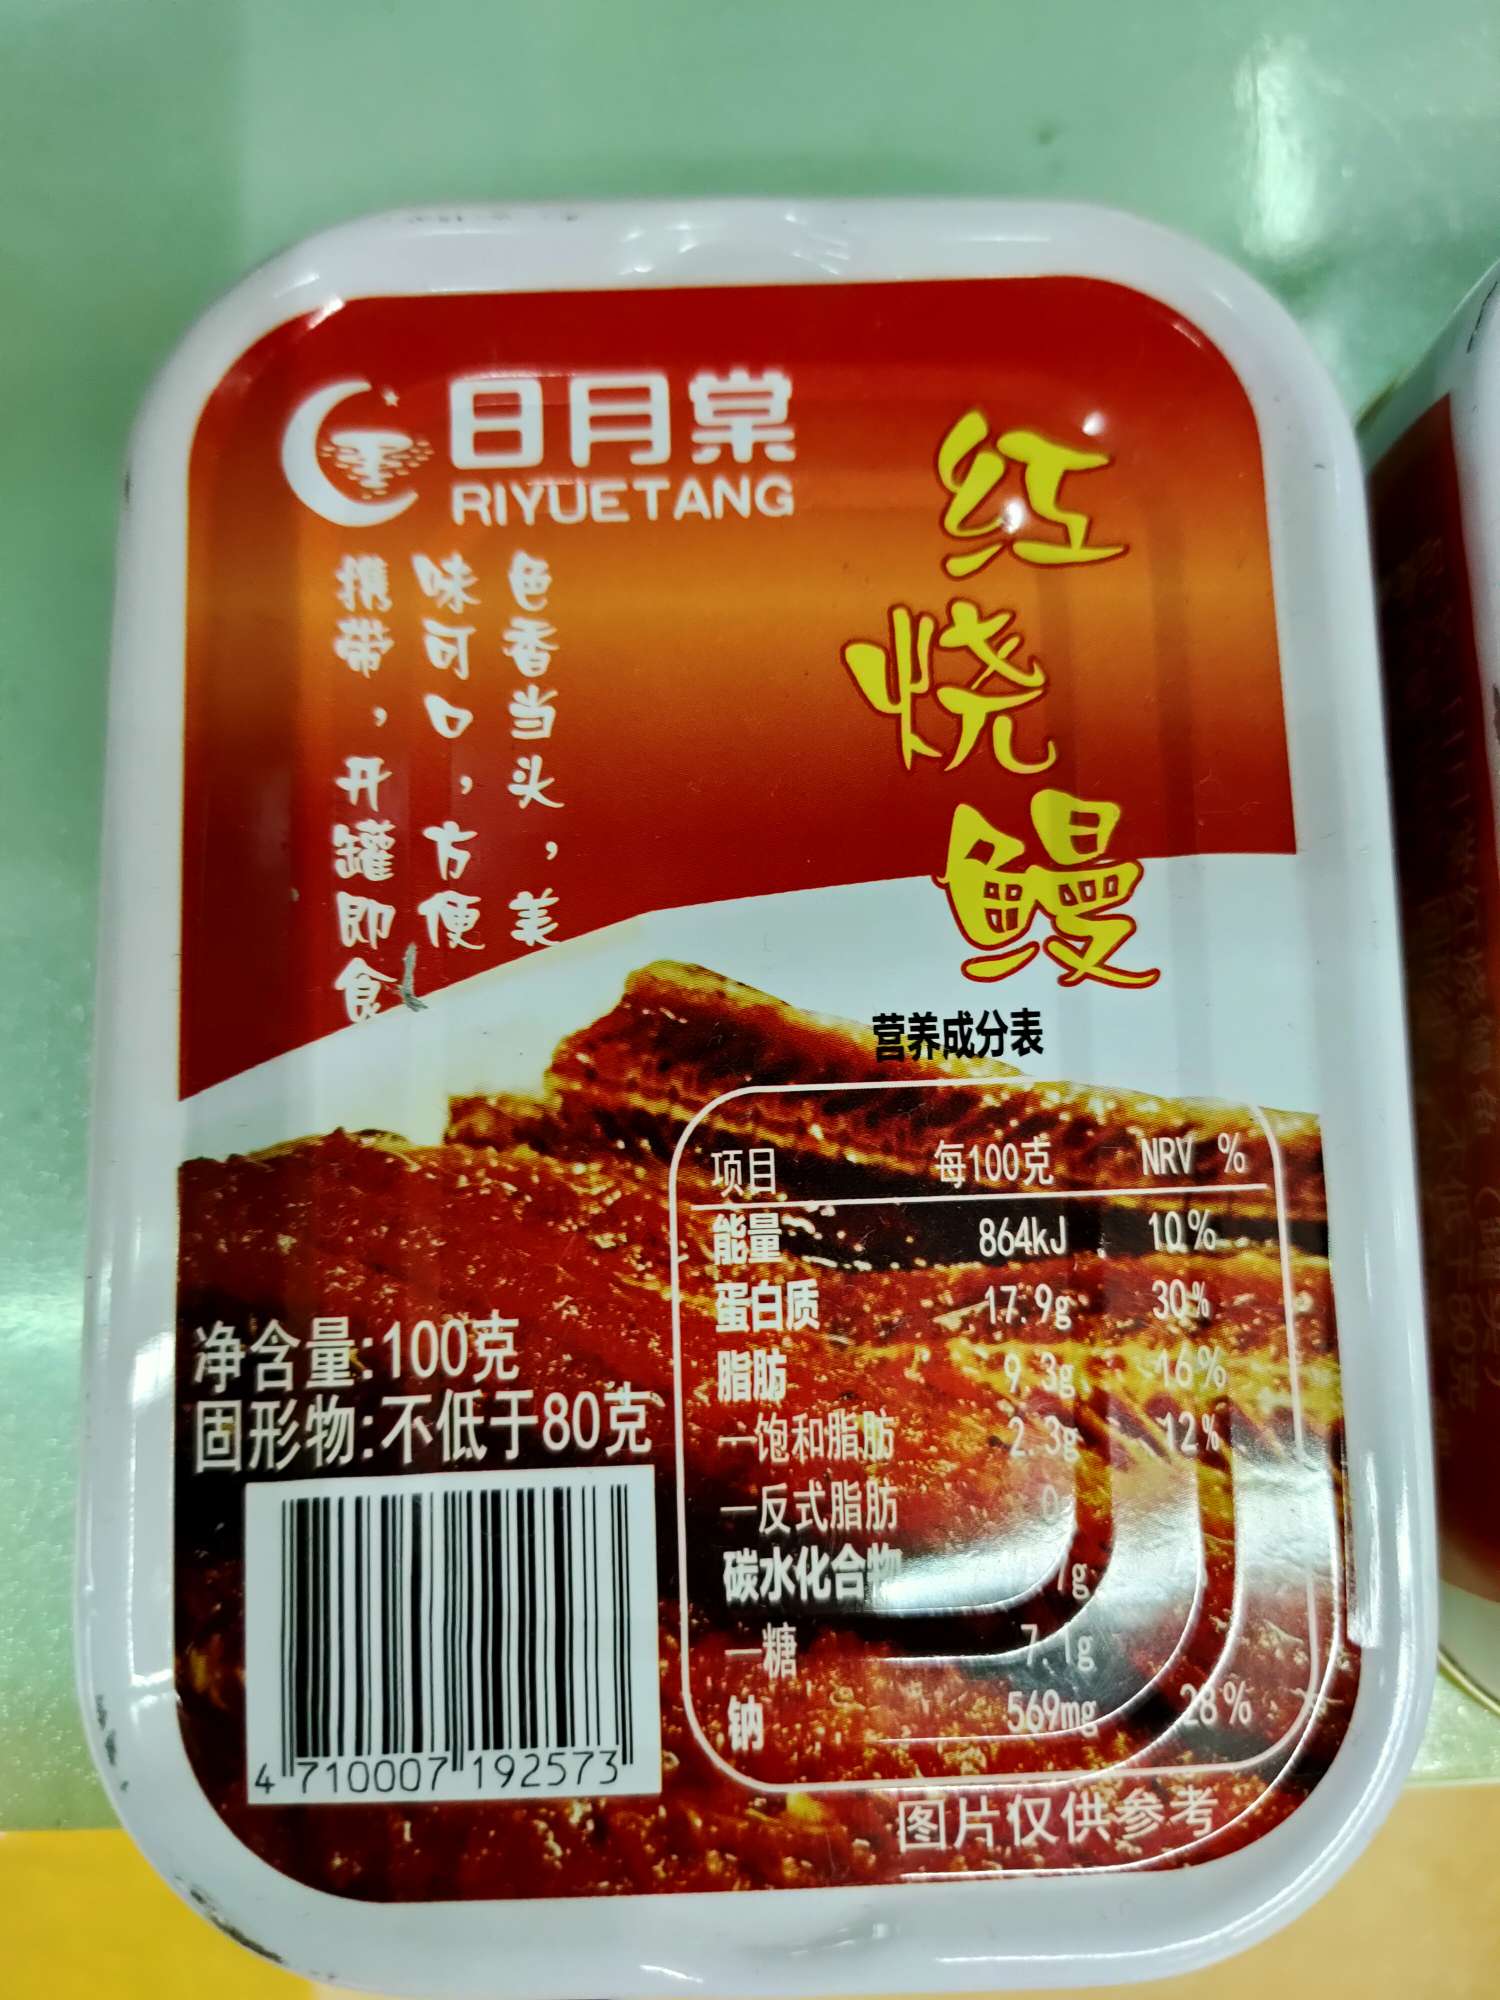 日月棠
RIYUETANG
红烧鳗
色香当头,美
味可口,方便
携带,开罐即食
营养成分表
项目 每100克 NRV %
能量 864kJ 10%
蛋白质 17.9g 30%
脂肪 9.3g 16%
—饱和脂肪 2.3g 12%
—反式脂肪 0
碳水化合物
—糖 7.1g
钠 569mg 28%
净含量:100克
固形物:不低于80克
4 710007 192573
图片仅供参考